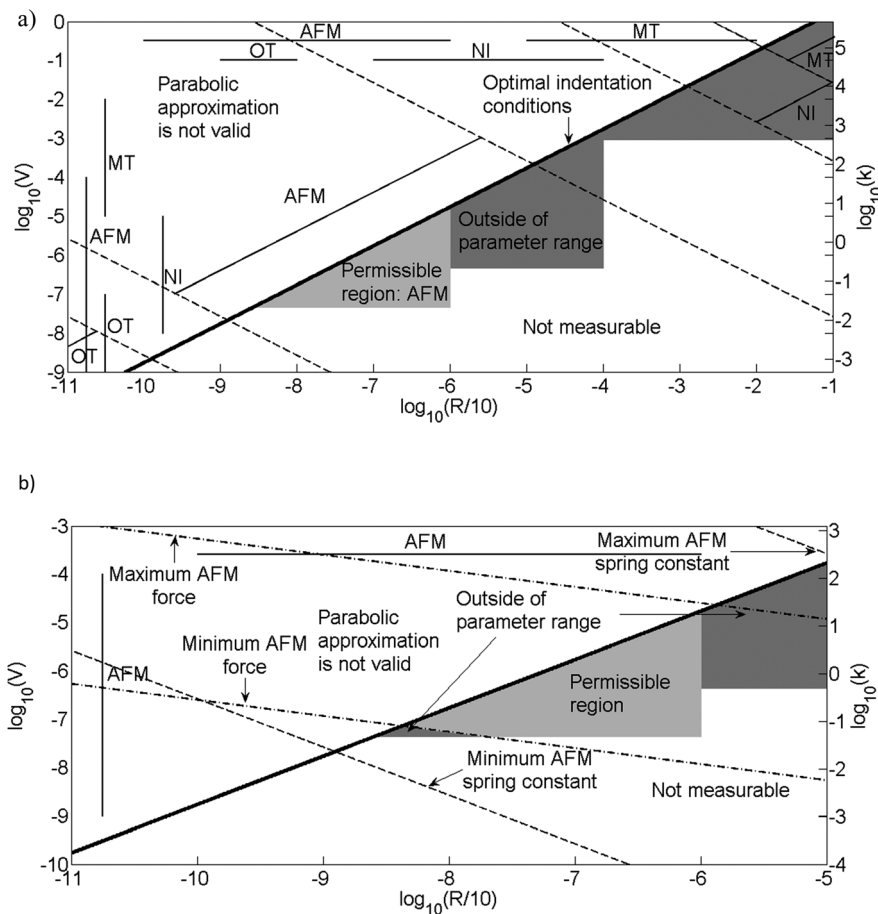 a)
-0
-1
-2
-3
-4
-5
-6
-7
-8
-9
log10(V)
AFM
MT
OT
NI
Parabolic
approximation
is not valid
Optimal indentation
conditions
MT
NI
MT
AFM
AFM
NI
OT
OT
Outside of
parameter range
Permissible
region: AFM
Not measurable
5
4
3
2
1
0
-1
-2
-3
log10(k)
-11 -10 -9 -8 -7 -6 -5 -4 -3 -2 -1
log10(R/10)
b)
-3
-4
-5
-6
-7
-8
-9
-10
log10(V)
AFM
Maximum AFM
force
Maximum AFM
spring constant
Parabolic
approximation
is not valid
Outside of
parameter range
Minimum AFM
force
AFM
Permissible
region
Minimum AFM
spring constant
Not measurable
3
2
1
0
-1
-2
-3
-4
log10(k)
-11 -10 -9 -8 -7 -6 -5
log10(R/10)